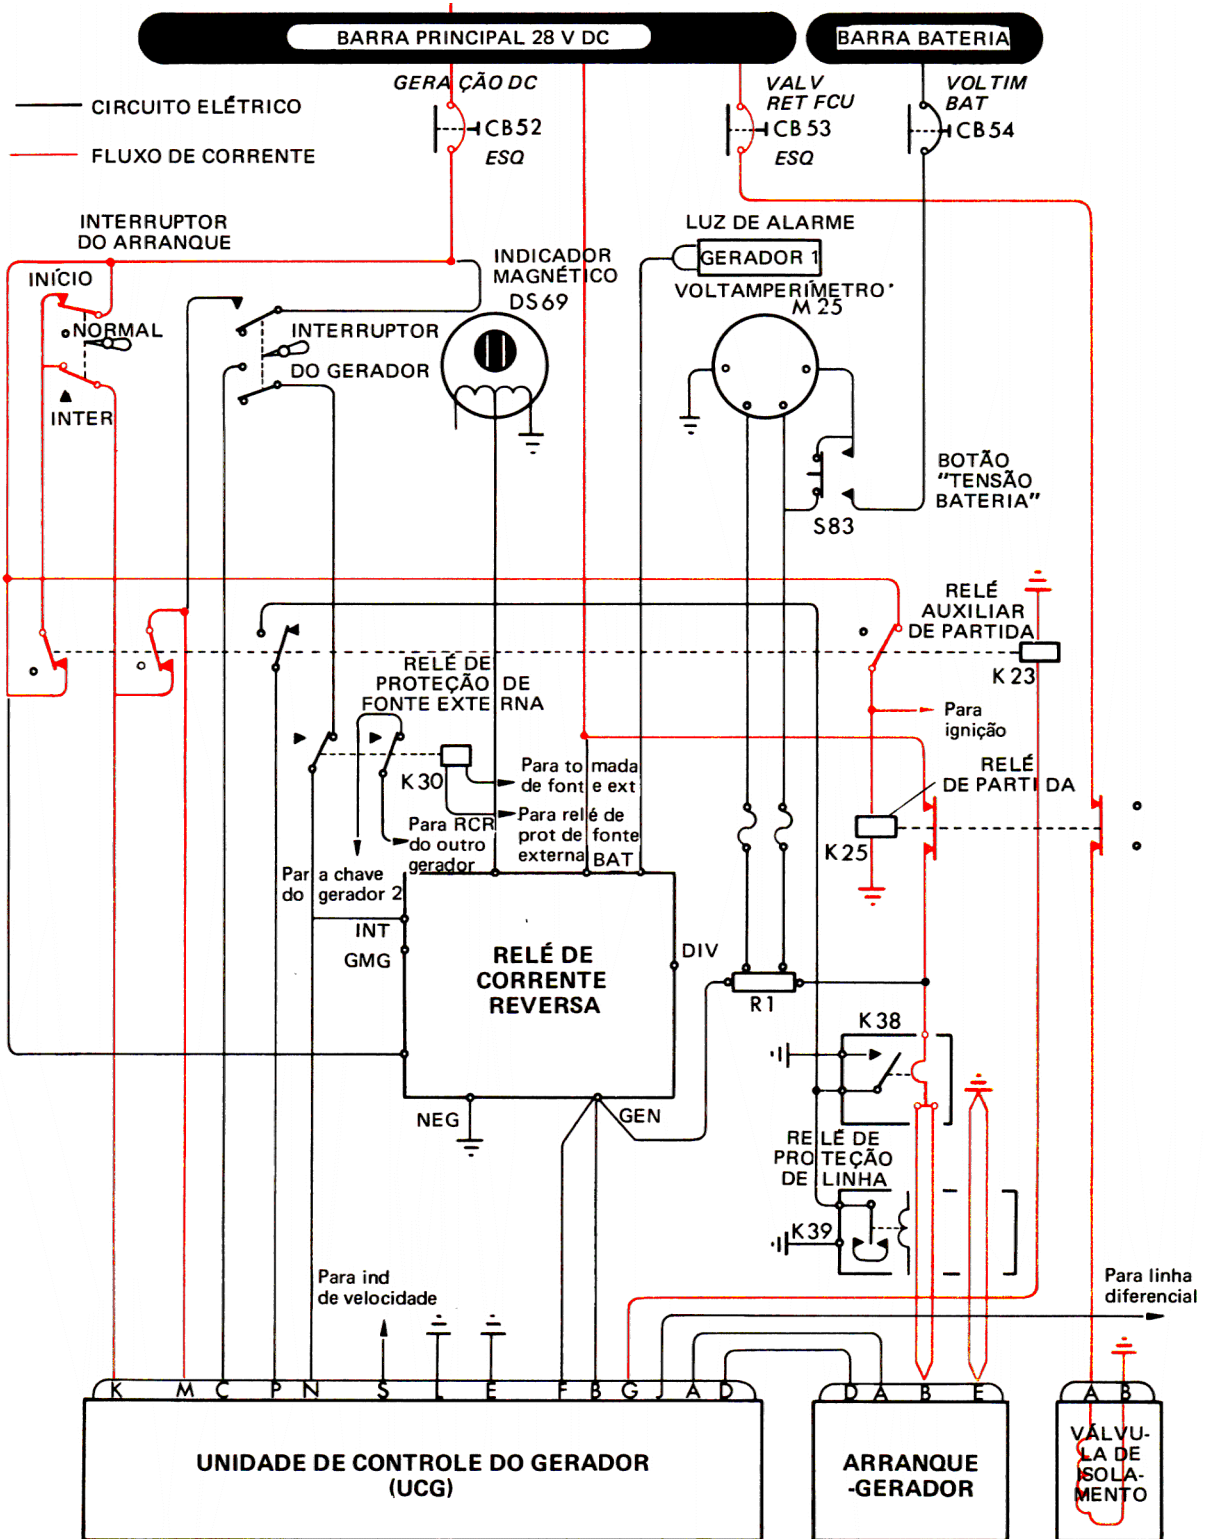 BARRA PRINCIPAL 28 V DC
BARRA BATERIA
GERAÇÃO DC
CB52
ESQ
VALV
RET FCU
CB 53
ESQ
VOLTIM
BAT
CB54
CIRCUITO ELÉTRICO
FLUXO DE CORRENTE
INTERRUPTOR
DO ARRANQUE
INÍCIO
NORMAL
INTER
INTERRUPTOR
DO GERADOR
INDICADOR
MAGNÉTICO
DS69
LUZ DE ALARME
GERADOR 1
VOLTAMPERÍMETRO
M 25
BOTÃO
"TENSÃO
BATERIA"
S83
RELÉ
AUXILIAR
DE PARTIDA
K 23
RELÉ DE
PROTEÇÃO DE
FONTE EXTERNA
K 30
Para tomada
de fonte ext
Para relé de
prot de fonte
externa
Para RCR
do outro
gerador
Para chave
do gerador 2
Para
ignição
RELÉ
DE PARTIDA
K25
BAT
INT
GMG
DIV
RELÉ DE
CORRENTE
REVERSA
NEG
GEN
R1
K38
RELÉ DE
PROTEÇÃO
DE LINHA
K39
Para ind
de velocidade
Para linha
diferencial
K M C P N S L E F B G J A D
D A B E
A B
UNIDADE DE CONTROLE DO GERADOR
(UCG)
ARRANQUE
-GERADOR
VÁLVU-
LA DE
ISOLA-
MENTO